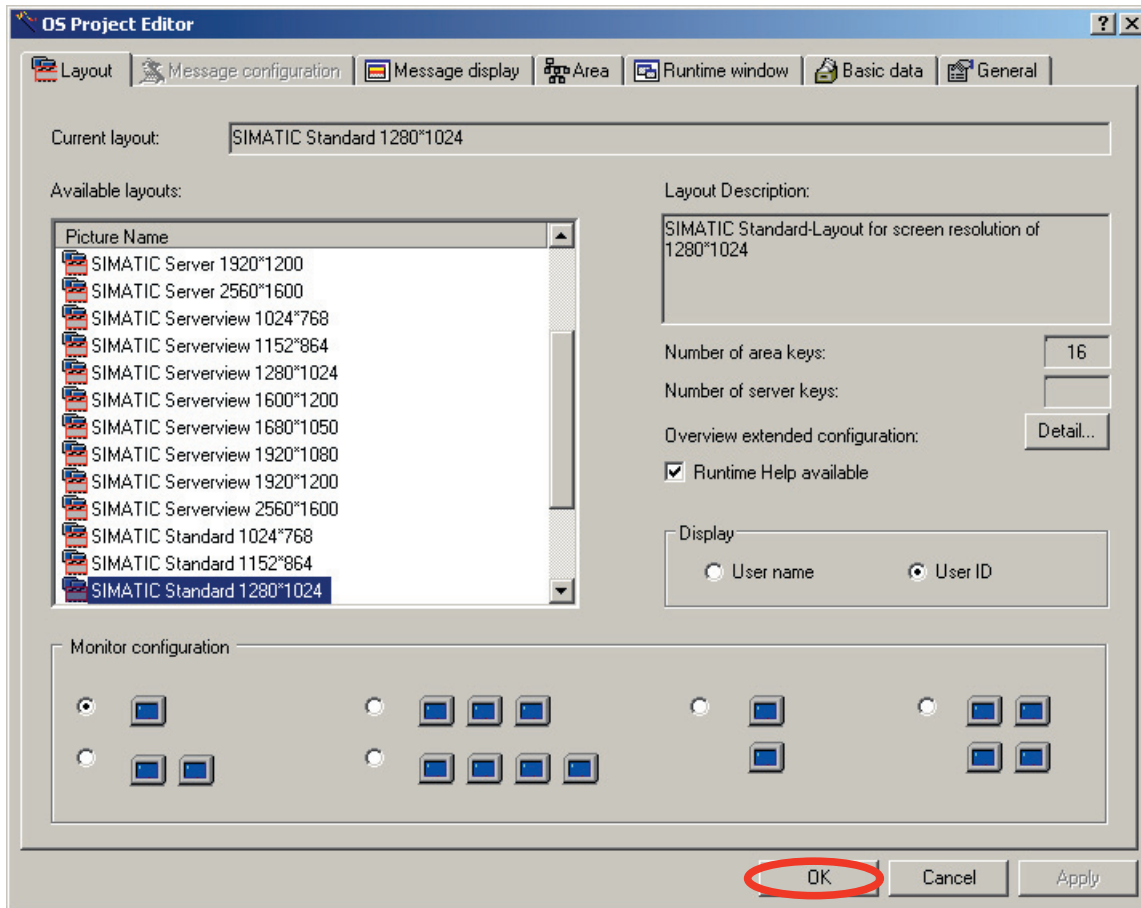 OS Project Editor
Layout
Message configuration
Message display
Area
Runtime window
Basic data
General
Current layout:
SIMATIC Standard 1280*1024
Available layouts:
Picture Name
SIMATIC Server 1920*1200
SIMATIC Server 2560*1600
SIMATIC Serverview 1024*768
SIMATIC Serverview 1152*864
SIMATIC Serverview 1280*1024
SIMATIC Serverview 1600*1200
SIMATIC Serverview 1680*1050
SIMATIC Serverview 1920*1080
SIMATIC Serverview 1920*1200
SIMATIC Serverview 2560*1600
SIMATIC Standard 1024*768
SIMATIC Standard 1152*864
SIMATIC Standard 1280*1024
Layout Description:
SIMATIC Standard-Layout for screen resolution of
1280*1024
Number of area keys:
16
Number of server keys:
Overview extended configuration:
Detail...
Runtime Help available
Display
User name
User ID
Monitor configuration
OK
Cancel
Apply